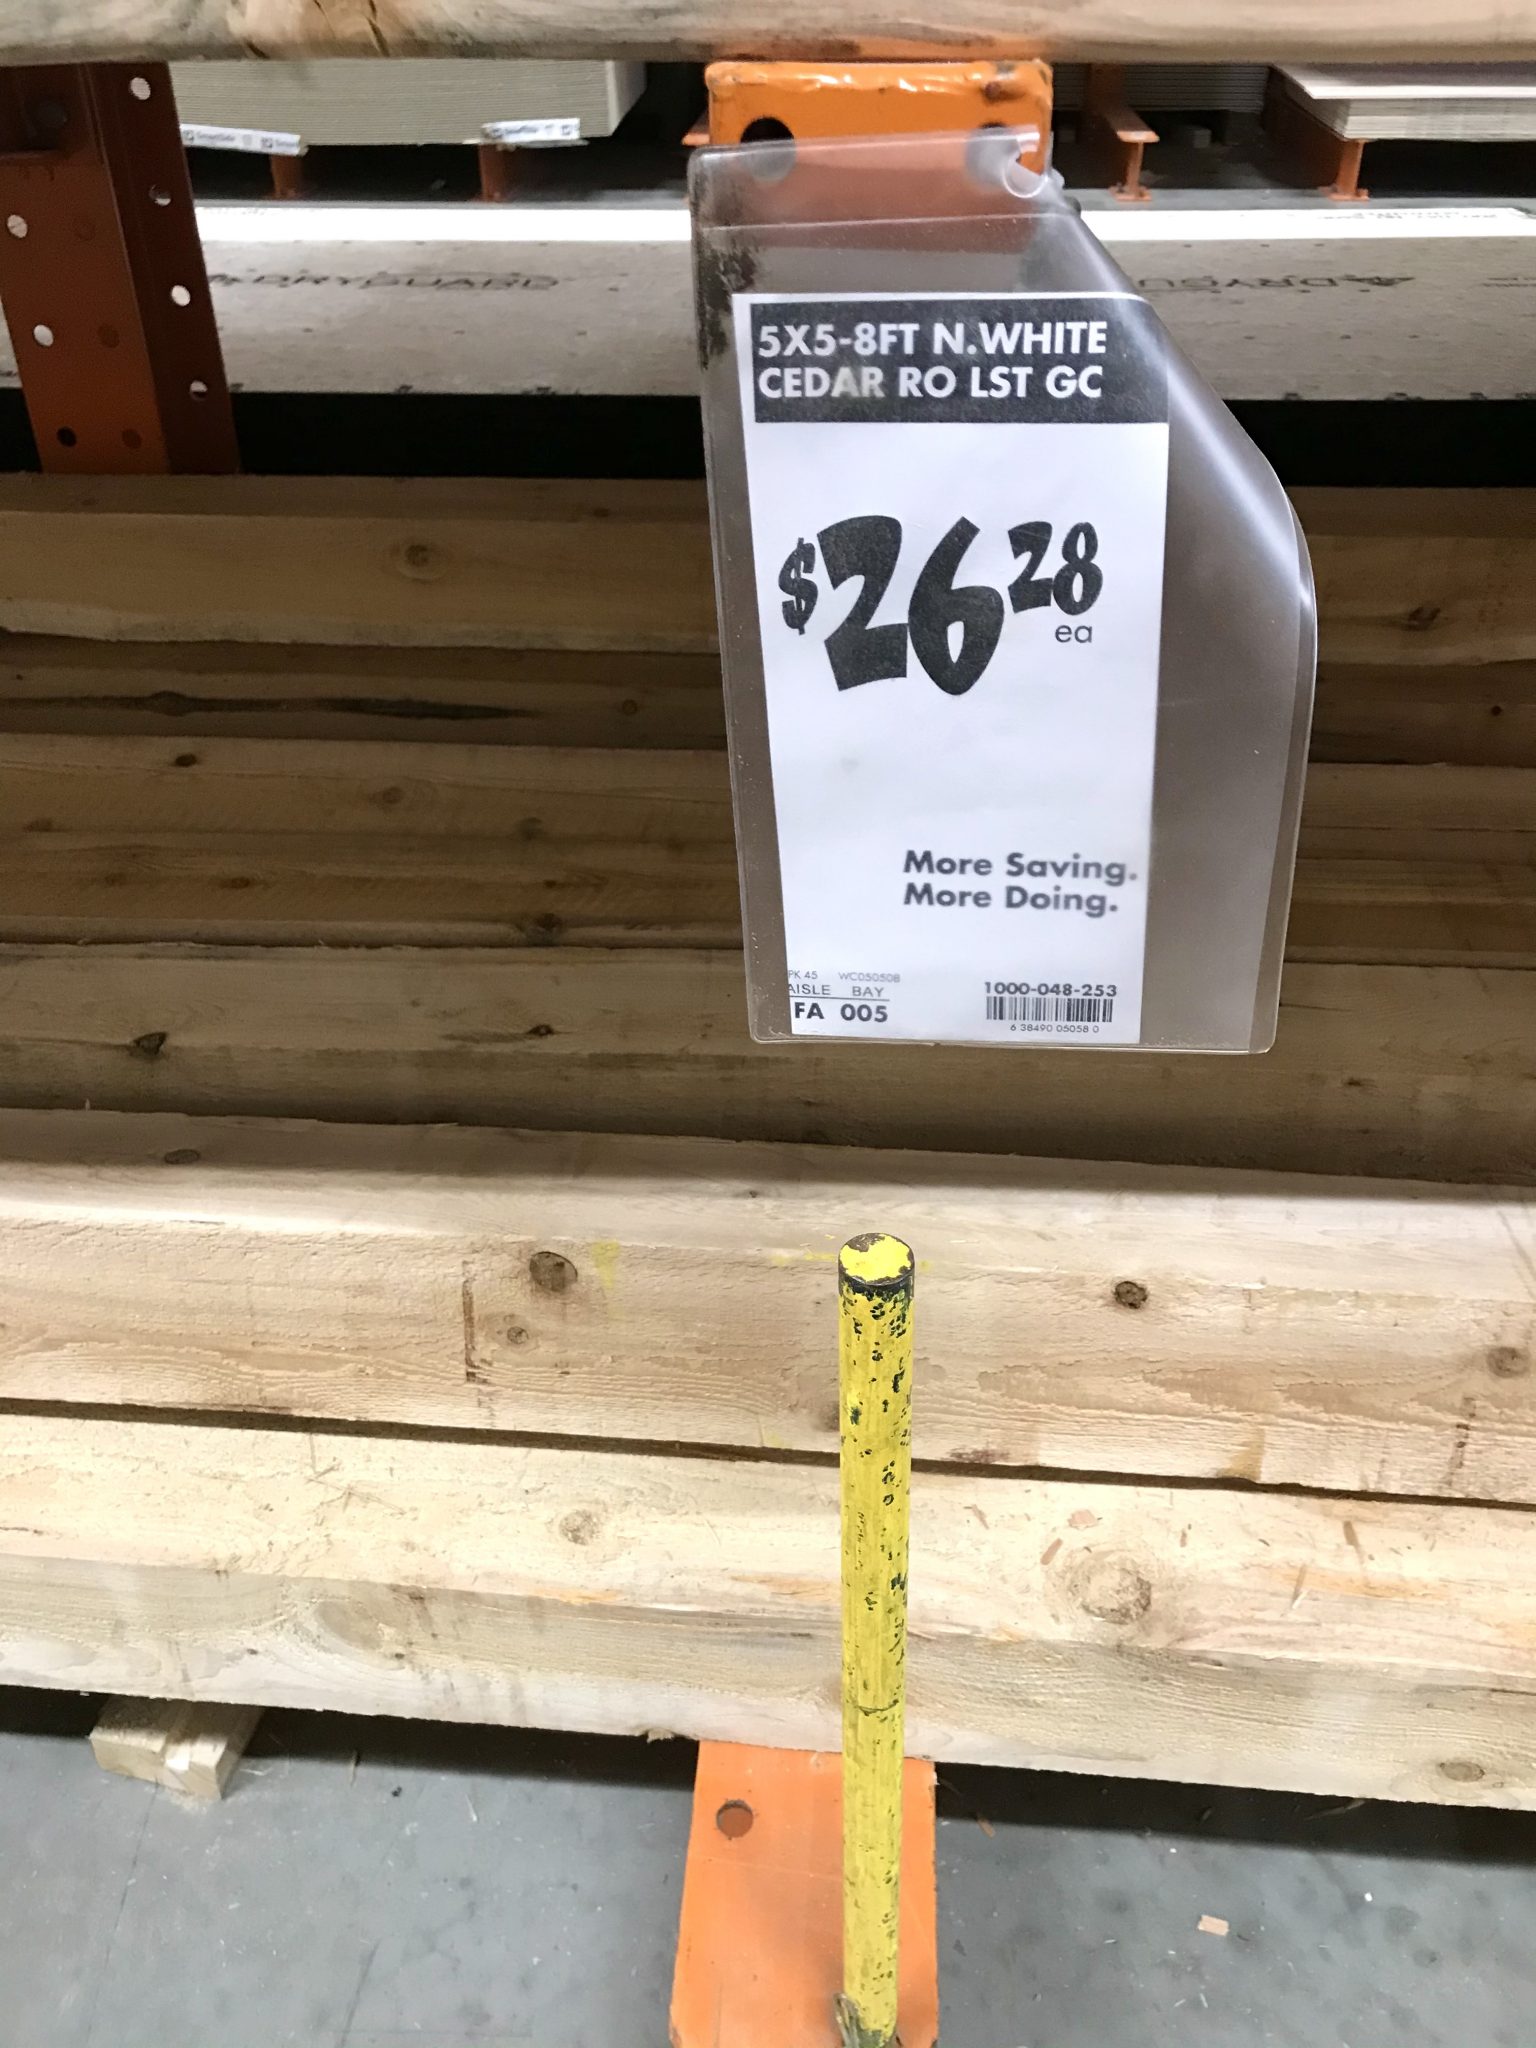 DRYGUARD
5X5-8FT N.WHITE
CEDAR RO LST GC
$26 28
ea
More Saving.
More Doing.
PK 45 WC050508
AISLE BAY
FA 005
1000-048-253
6 38490 05058 0